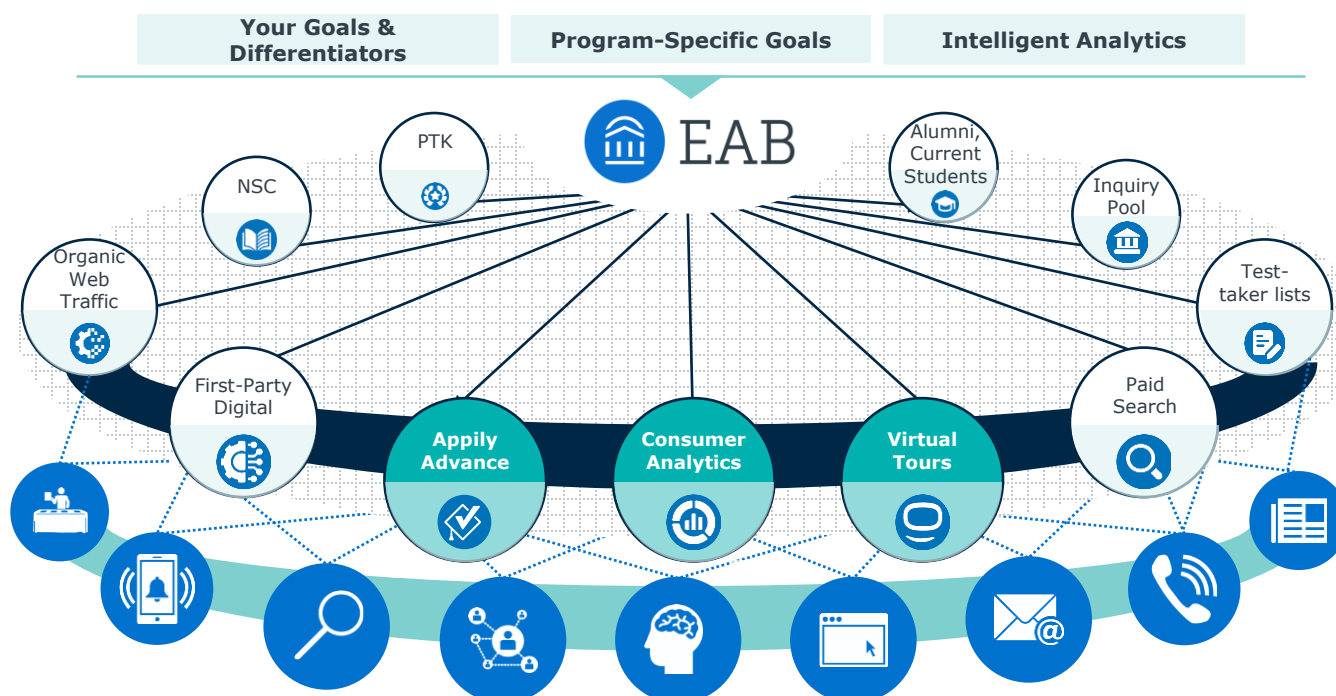 Your Goals &
Differentiators
Program-Specific Goals
Intelligent Analytics
EAB
PTK
Alumni,
Current
Students
NSC
Inquiry
Pool
Organic
Web
Traffic
Test-
taker lists
First-Party
Digital
Paid
Search
Appily
Advance
Consumer
Analytics
Virtual
Tours
@